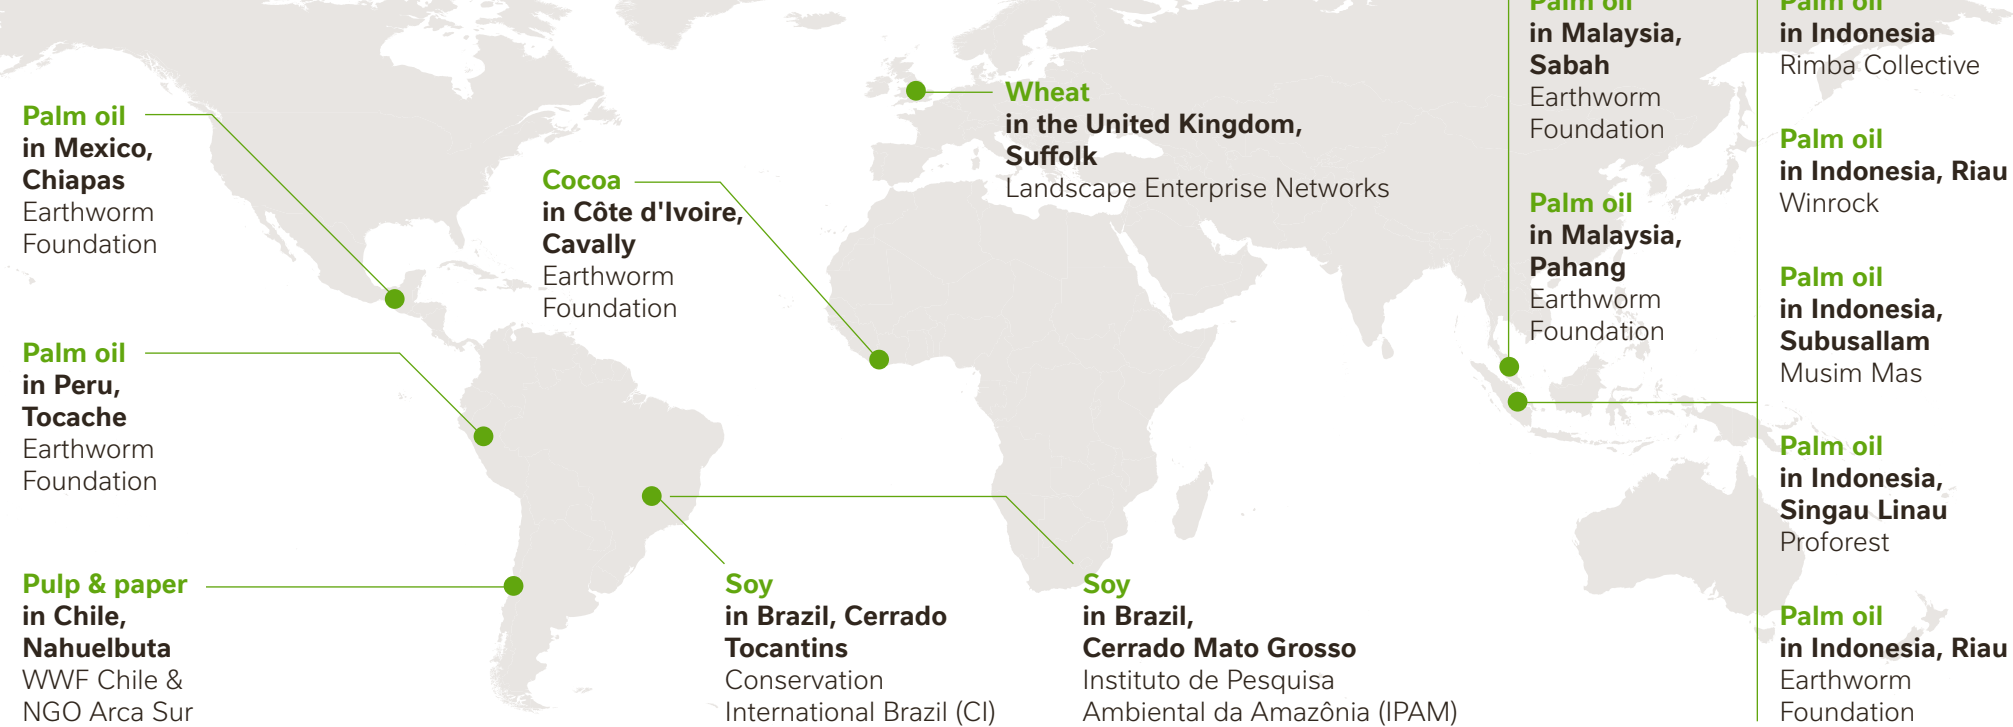 Palm oil
in Mexico,
Chiapas
Earthworm
Foundation
Palm oil
in Peru,
Tocache
Earthworm
Foundation
Pulp & paper
in Chile,
Nahuelbuta
WWF Chile &
NGO Arca Sur
Cocoa
in Côte d'Ivoire,
Cavally
Earthworm
Foundation
Soy
in Brazil, Cerrado
Tocantins
Conservation
International Brazil (CI)
Wheat
in the United Kingdom,
Suffolk
Landscape Enterprise Networks
Soy
in Brazil,
Cerrado Mato Grosso
Instituto de Pesquisa
Ambiental da Amazônia (IPAM)
Palm oil
in Malaysia,
Sabah
Earthworm
Foundation
Palm oil
in Malaysia,
Pahang
Earthworm
Foundation
Palm oil
in Indonesia
Rimba Collective
Palm oil
in Indonesia, Riau
Winrock
Palm oil
in Indonesia,
Subusallam
Musim Mas
Palm oil
in Indonesia,
Singau Linau
Proforest
Palm oil
in Indonesia, Riau
Earthworm
Foundation